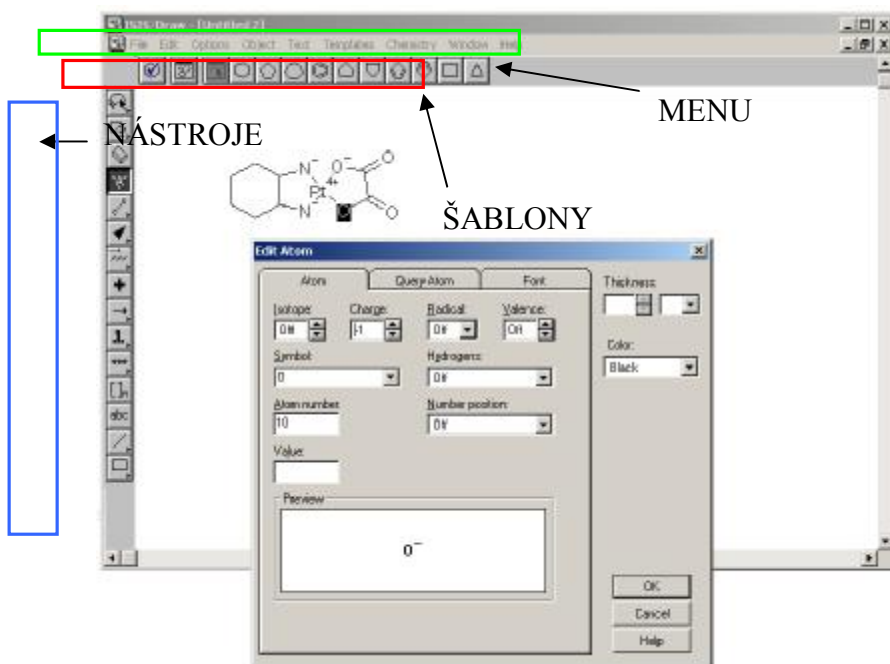 ISIS/Draw - [Untitled 2]
File Edit Options Object Text Templates Chemistry Window Help
MENU
NÁSTROJE
ŠABLONY
N⁻ O⁻ O
Pt 4+
N⁻ O O
abc
Edit Atom
Atom Query Atom Font
Isotope: Charge: Radical: Valence:
Off -1 Off Off
Symbol: Hydrogens:
O Off
Atom number: Number position:
10 Off
Value:
Preview
O⁻
Thickness:
Color:
Black
OK
Cancel
Help